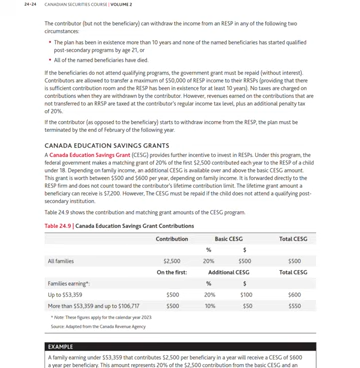 24•24 CANADIAN SECURITIES COURSE | VOLUME 2
The contributor (but not the beneficiary) can withdraw the income from an RESP in any of the following two
circumstances:
• The plan has been in existence more than 10 years and none of the named beneficiaries has started qualified
post-secondary programs by age 21, or
• All of the named beneficiaries have died.
If the beneficiaries do not attend qualifying programs, the government grant must be repaid (without interest).
Contributors are allowed to transfer a maximum of $50,000 of RESP income to their RRSPs (providing that there
is sufficient contribution room and the RESP has been in existence for at least 10 years). No taxes are charged on
contributions when they are withdrawn by the contributor. However, revenues earned on the contributions that are
not transferred to an RRSP are taxed at the contributor's regular income tax level, plus an additional penalty tax
of 20%.
If the contributor (as opposed to the beneficiary) starts to withdraw income from the RESP, the plan must be
terminated by the end of February of the following year.
CANADA EDUCATION SAVINGS GRANTS
A Canada Education Savings Grant (CESG) provides further incentive to invest in RESPs. Under this program, the
federal government makes a matching grant of 20% of the first $2,500 contributed each year to the RESP of a child
under 18. Depending on family income, an additional CESG is available over and above the basic CESG amount.
This grant is worth between $500 and $600 per year, depending on family income. It is forwarded directly to the
RESP firm and does not count toward the contributor's lifetime contribution limit. The lifetime grant amount a
beneficiary can receive is $7,200. However, The CESG must be repaid if the child does not attend a qualifying post-
secondary institution.
Table 24.9 shows the contribution and matching grant amounts of the CESG program.
Table 24.9 | Canada Education Savings Grant Contributions
Contribution Basic CESG Total CESG
% $
All families $2,500 20% $500 $500
On the first: Additional CESG Total CESG
Families earning*: % $
Up to $53,359 $500 20% $100 $600
More than $53,359 and up to $106,717 $500 10% $50 $550
* Note: These figures apply for the calendar year 2023
Source: Adapted from the Canada Revenue Agency
EXAMPLE
A family earning under $53,359 that contributes $2,500 per beneficiary in a year will receive a CESG of $600
a year per beneficiary. This amount represents 20% of the $2,500 contribution from the basic CESG and an